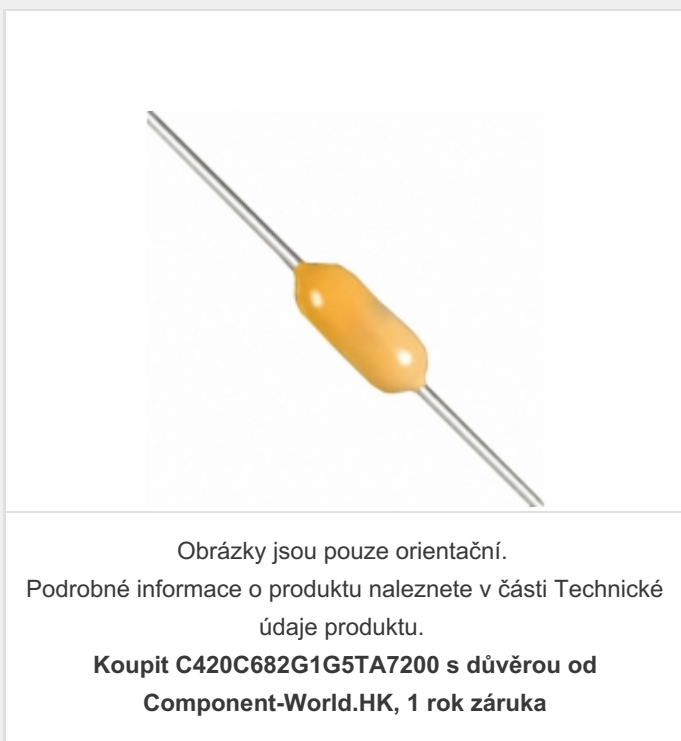 Obrázky jsou pouze orientační.
Podrobné informace o produktu naleznete v části Technické
údaje produktu.
Koupit C420C682G1G5TA7200 s důvěrou od
Component-World.HK, 1 rok záruka